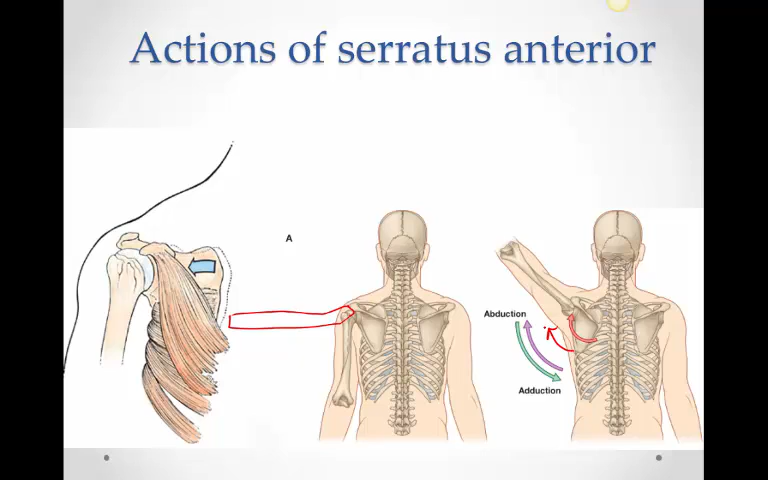 Actions of serratus anterior
A
Abduction
Adduction